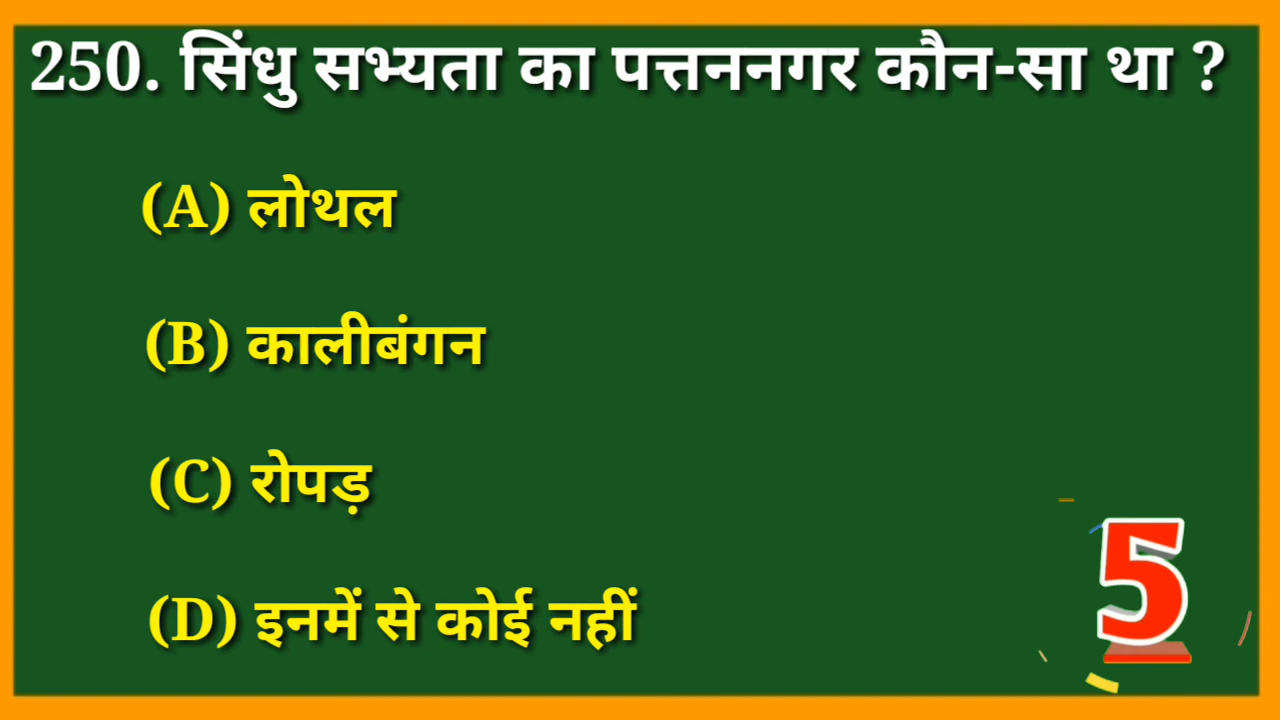 250. सिंधु सभ्यता का पत्तननगर कौन-सा था ?
(A) लोथल
(B) कालीबंगन
(C) रोपड़
(D) इनमें से कोई नहीं
5